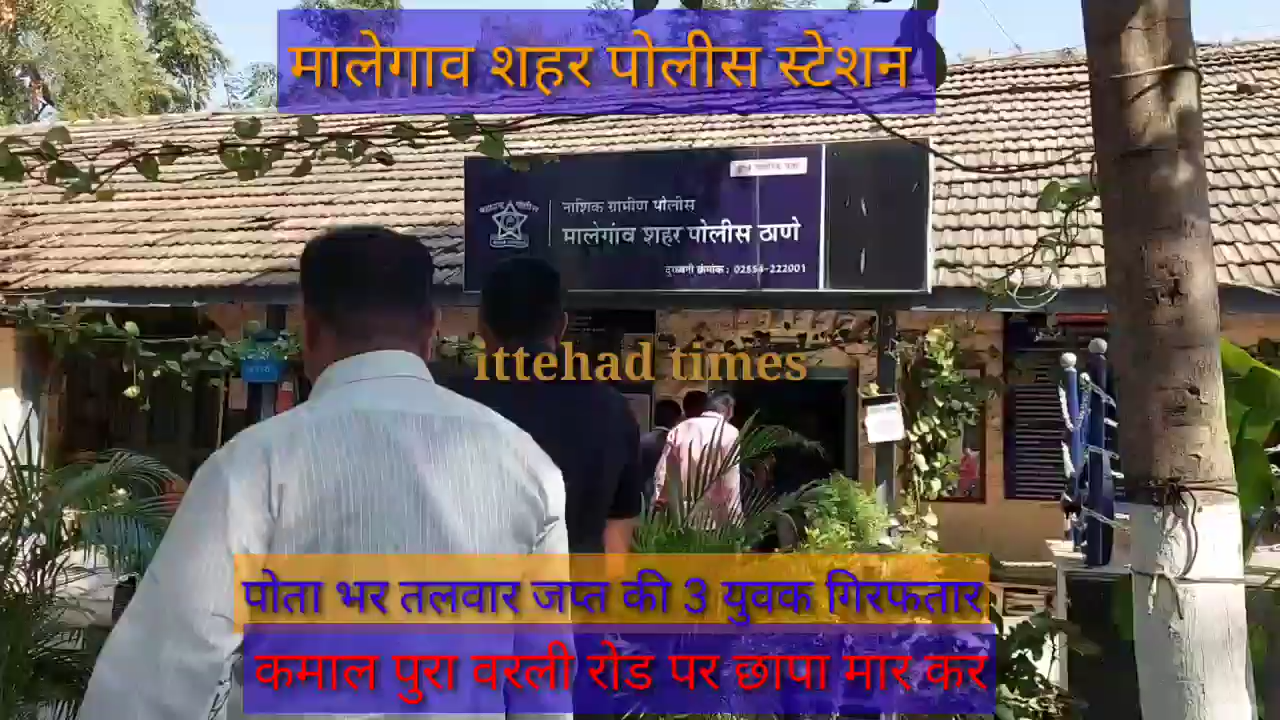 मालेगाव शहर पोलीस स्टेशन
नाशिक ग्रामीण पोलीस
मालेगांव शहर पोलीस ठाणे
दुरध्वनी क्रमांक : 02554-222001
ittehad times
पोता भर तलवार जप्त की 3 युवक गिरफतार
कमाल पुरा वरली रोड पर छापा मार कर